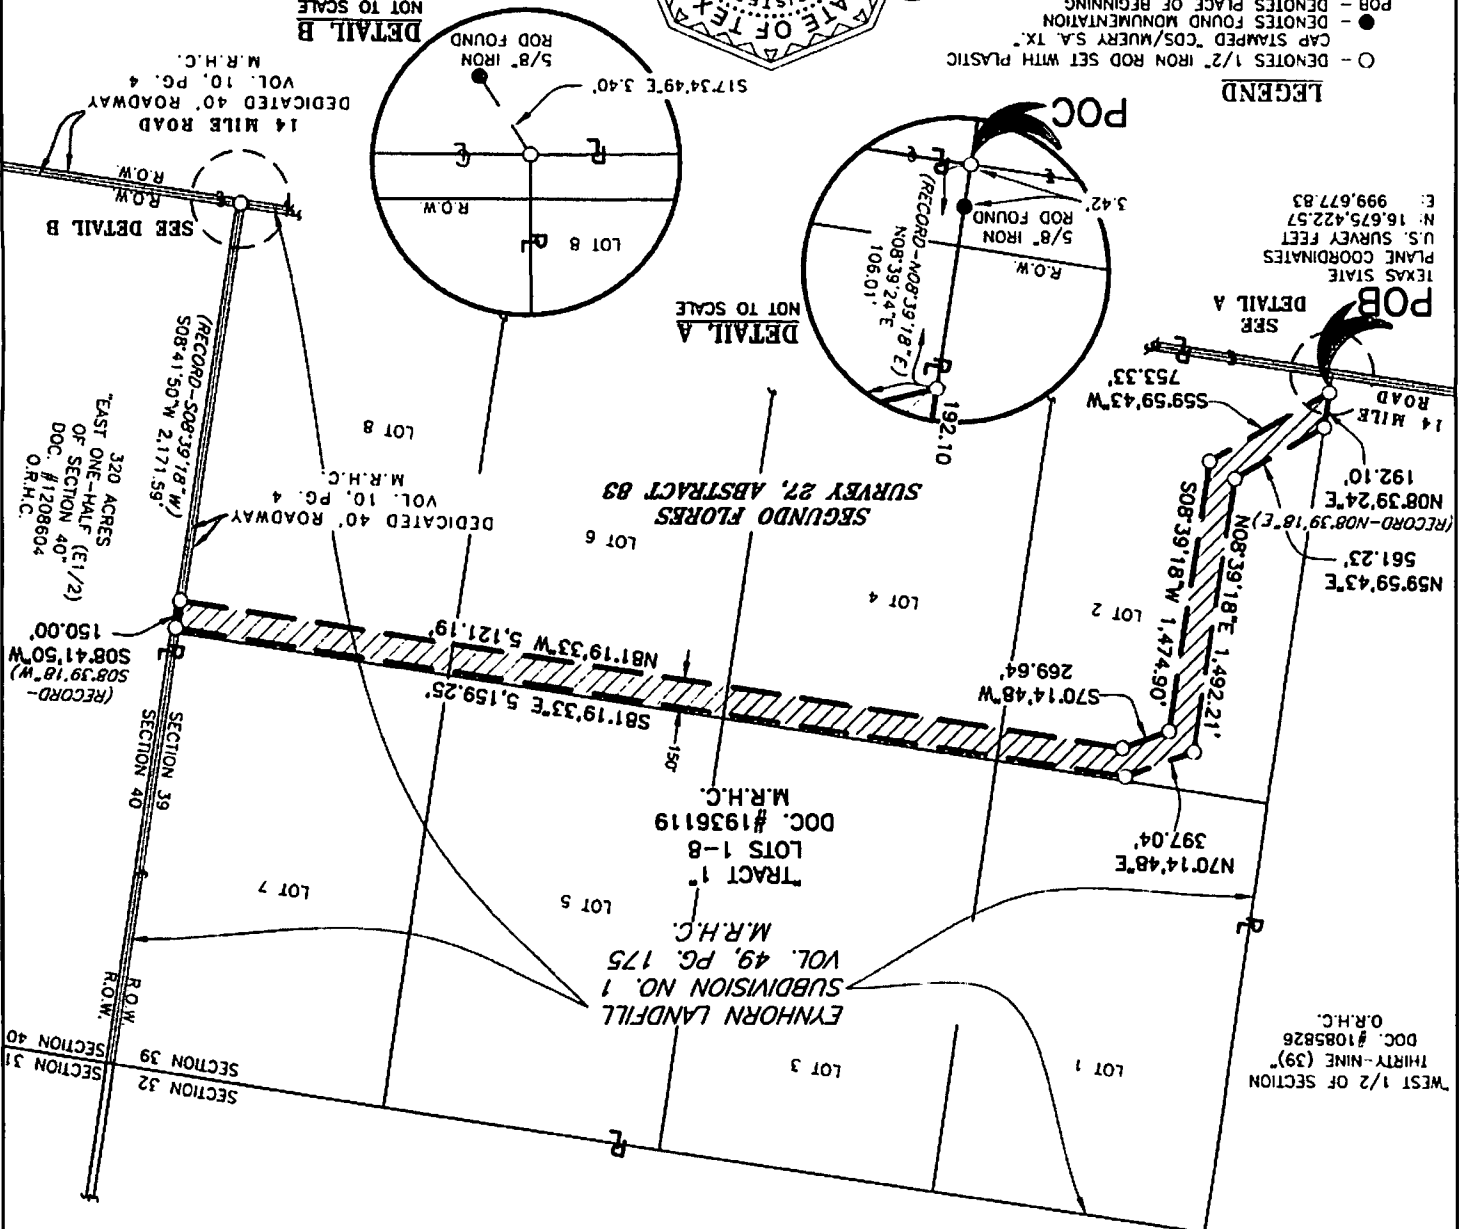 "WEST 1/2 OF SECTION
THIRTY-NINE (39)"
DOC. #1085826
O.R.H.C.
LOT 1
LOT 3
SECTION 32
SECTION 39
SECTION 31
SECTION 40
R.O.W.
R.O.W.
EYNHORN LANDFILL
SUBDIVISION NO. 1
VOL. 49, PG. 175
M.R.H.C.
LOT 5
LOT 7
"TRACT 1"
LOTS 1-8
DOC. #1936119
M.R.H.C.
N70°14'48"E
397.04'
SECTION 39
SECTION 40
150'
S81°19'33"E 5,159.25'
N81°19'33"W 5,121.19'
S70°14'48"W
269.64'
N08°39'18"E 1,492.21'
S08°39'18"W 1,474.90'
(RECORD-
S08°39'18"W)
S08°41'50"W
150.00'
LOT 2
LOT 4
LOT 6
LOT 8
N59°59'43"E
561.23'
(RECORD-N08°39'18"E)
N08°39'24"E
192.10'
SEGUNDO FLORES
SURVEY 27, ABSTRACT 83
DEDICATED 40' ROADWAY
VOL. 10, PG. 4
M.R.H.C.
320 ACRES
"EAST ONE-HALF (E1/2)
OF SECTION 40"
DOC. #1208604
O.R.H.C.
(RECORD-S08°39'18"W)
S08°41'50"W 2,171.59'
14 MILE
ROAD
S59°59'43"W
753.33'
POB
TEXAS STATE
PLANE COORDINATES
U.S. SURVEY FEET
N: 16,675,422.57
E: 999,677.83
SEE
DETAIL A
DETAIL A
NOT TO SCALE
192.10
(RECORD-N08°39'18"E)
N08°39'24"E
106.01'
R.O.W.
5/8" IRON
ROD FOUND
3.42'
POC
LOT 8
R.O.W.
S17°34'49"E 3.40'
5/8" IRON
ROD FOUND
DETAIL B
NOT TO SCALE
SEE DETAIL B
R.O.W.
R.O.W.
14 MILE ROAD
DEDICATED 40' ROADWAY
VOL. 10, PG. 4
M.R.H.C.
LEGEND
- DENOTES 1/2" IRON ROD SET WITH PLASTIC
CAP STAMPED "CDS/MUERY S.A. TX."
- DENOTES FOUND MONUMENTATION
POB - DENOTES PLACE OF BEGINNING
ATE OF TEX